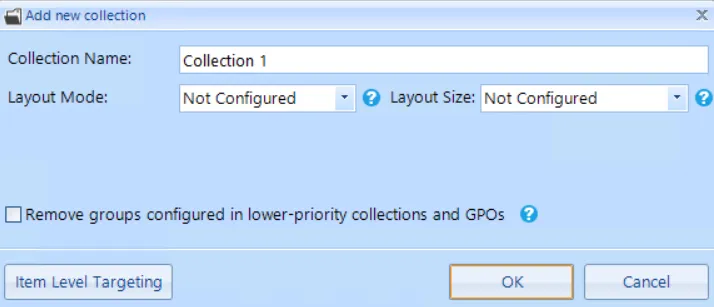 Add new collection
Collection Name: Collection 1
Layout Mode: Not Configured ? Layout Size: Not Configured ?
Remove groups configured in lower-priority collections and GPOs ?
Item Level Targeting OK Cancel